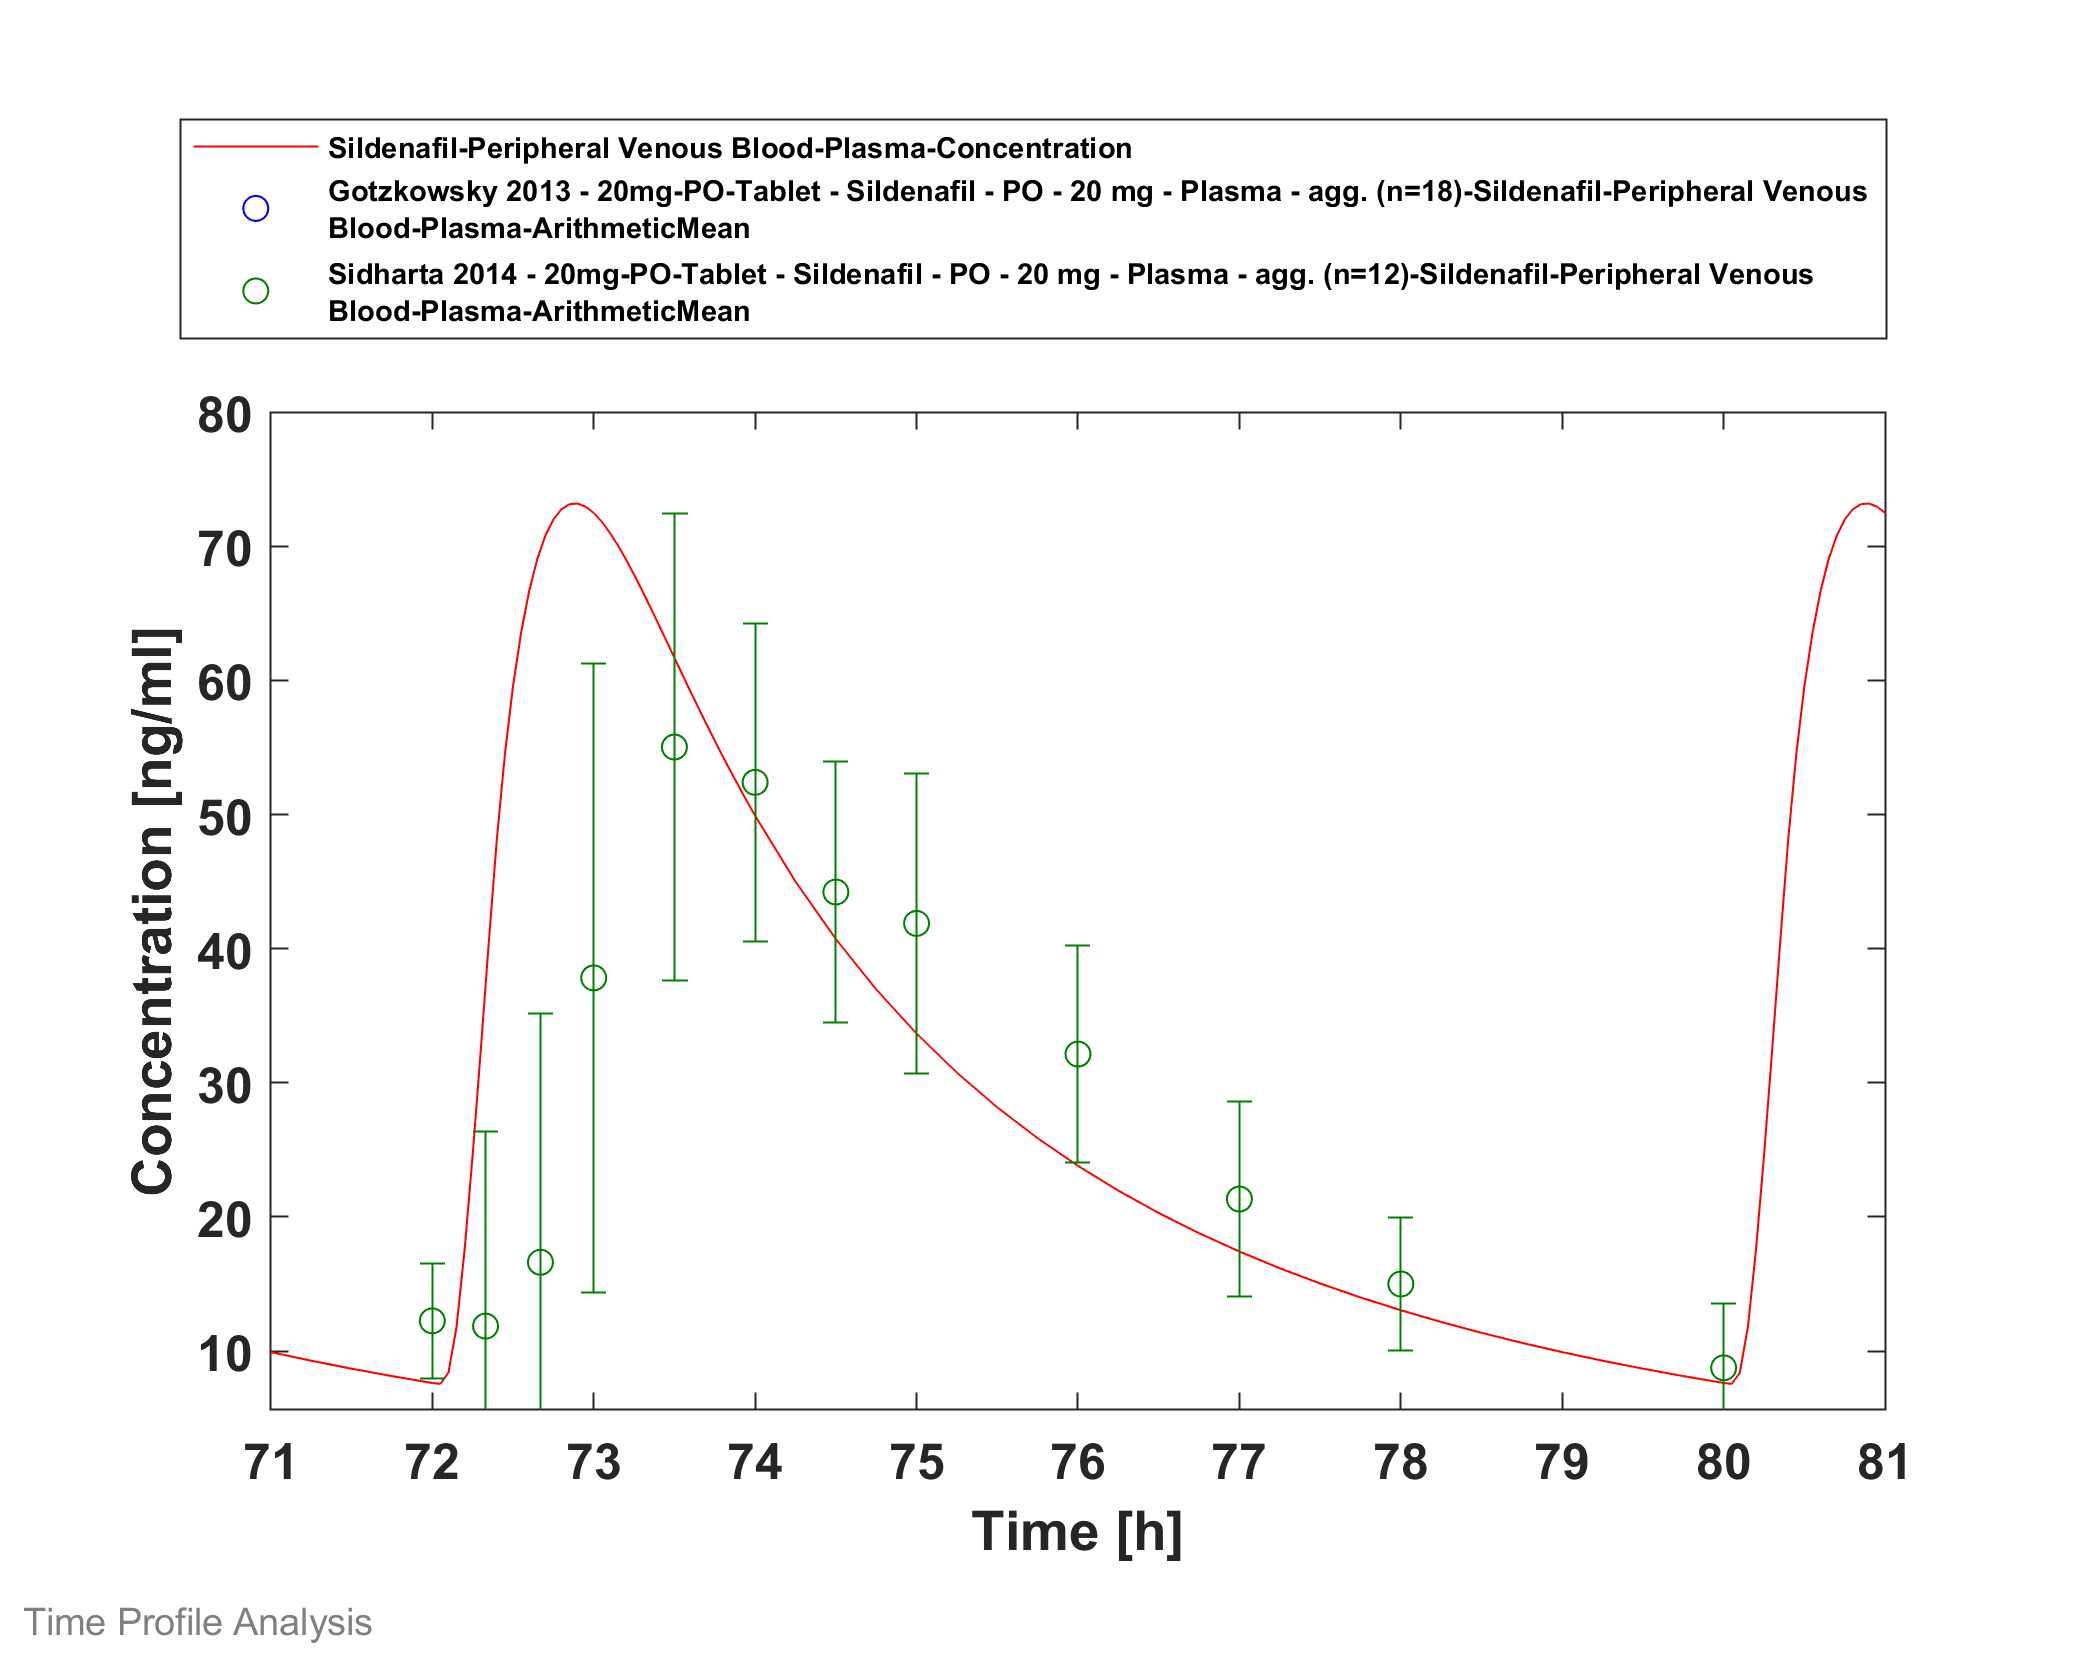 Sildenafil-Peripheral Venous Blood-Plasma-Concentration
Gotzkowsky 2013 - 20mg-PO-Tablet - Sildenafil - PO - 20 mg - Plasma - agg. (n=18)-Sildenafil-Peripheral Venous
Blood-Plasma-ArithmeticMean
Sidharta 2014 - 20mg-PO-Tablet - Sildenafil - PO - 20 mg - Plasma - agg. (n=12)-Sildenafil-Peripheral Venous
Blood-Plasma-ArithmeticMean
80
70
60
50
40
30
20
10
Concentration [ng/ml]
71 72 73 74 75 76 77 78 79 80 81
Time [h]
Time Profile Analysis